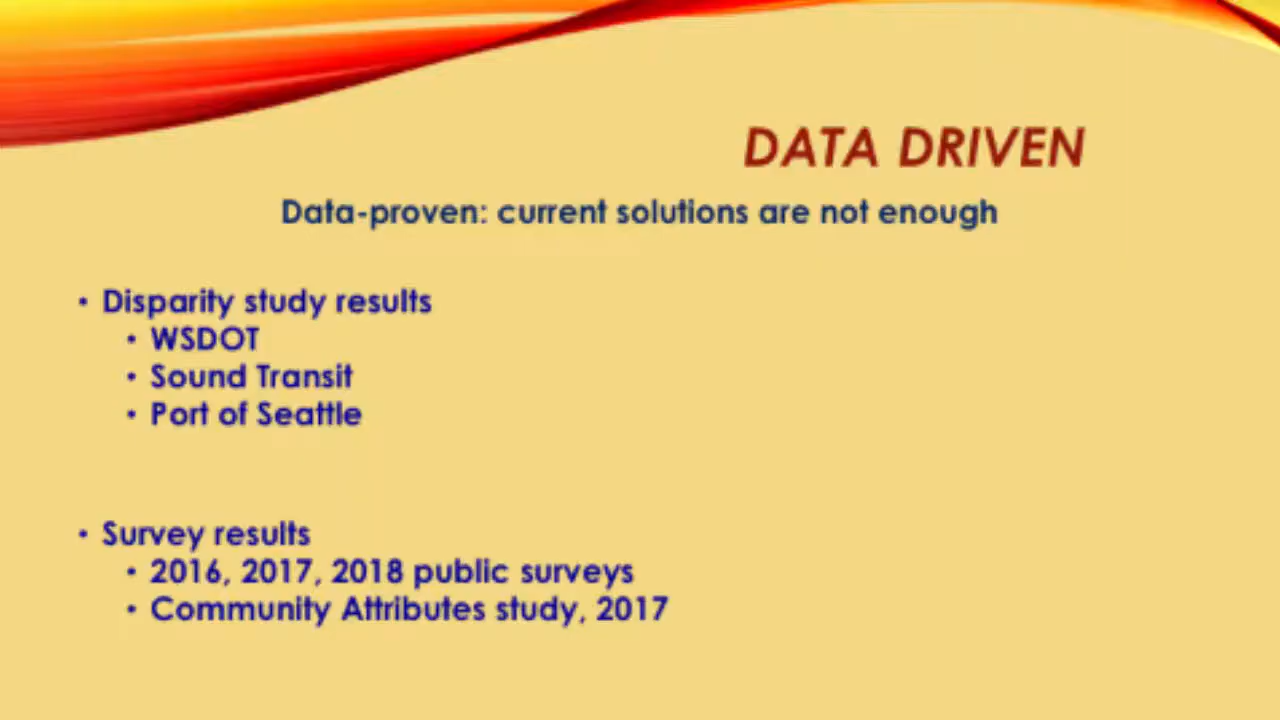 DATA DRIVEN
Data-proven: current solutions are not enough
• Disparity study results
• WSDOT
• Sound Transit
• Port of Seattle
• Survey results
• 2016, 2017, 2018 public surveys
• Community Attributes study, 2017